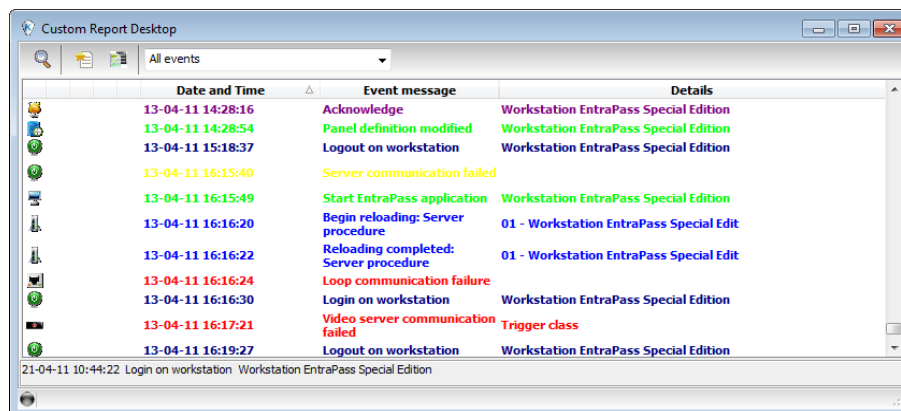 Custom Report Desktop
All events
Date and Time Event message Details
13-04-11 14:28:16 Acknowledge Workstation EntraPass Special Edition
13-04-11 14:28:54 Panel definition modified Workstation EntraPass Special Edition
13-04-11 15:18:37 Logout on workstation Workstation EntraPass Special Edition
13-04-11 16:15:40 Server communication failed
13-04-11 16:15:49 Start EntraPass application Workstation EntraPass Special Edition
13-04-11 16:16:20 Begin reloading: Server procedure 01 - Workstation EntraPass Special Edit
13-04-11 16:16:22 Reloading completed: Server procedure 01 - Workstation EntraPass Special Edit
13-04-11 16:16:24 Loop communication failure
13-04-11 16:16:30 Login on workstation Workstation EntraPass Special Edition
13-04-11 16:17:21 Video server communication failed Trigger class
13-04-11 16:19:27 Logout on workstation Workstation EntraPass Special Edition
21-04-11 10:44:22 Login on workstation Workstation EntraPass Special Edition